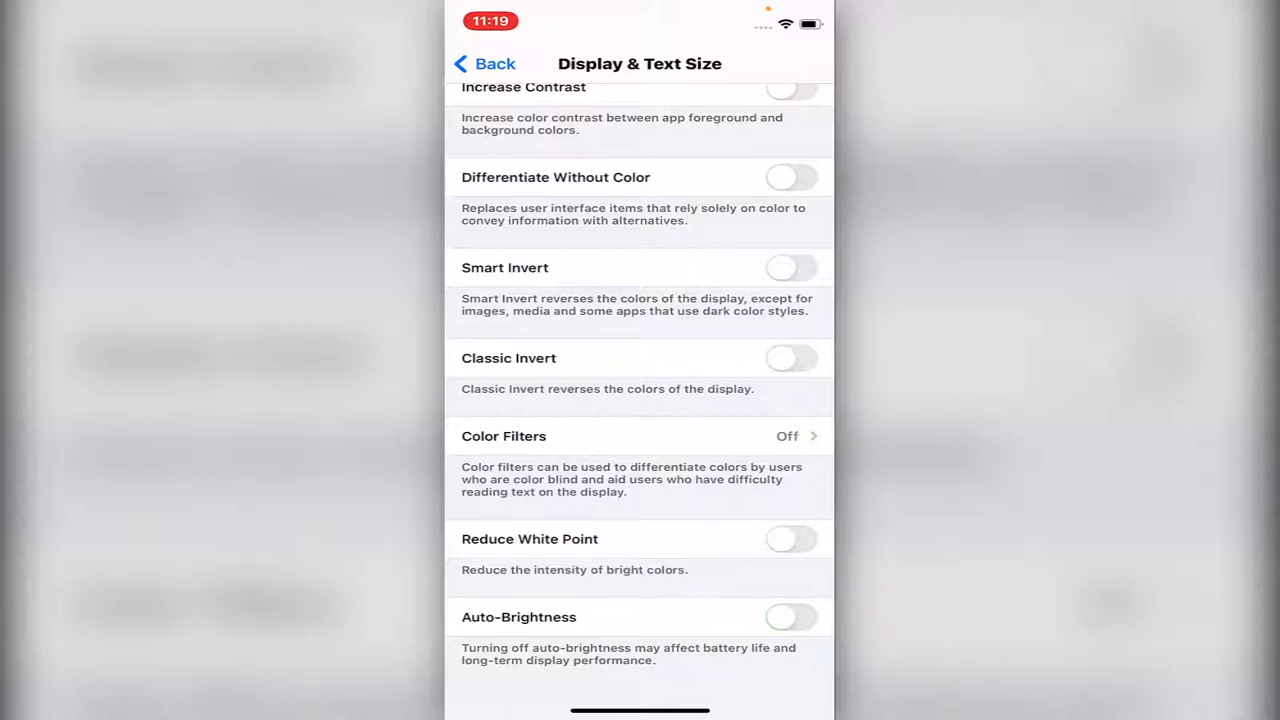 11:19
Back
Display & Text Size
Increase Contrast
Increase color contrast between app foreground and
background colors.
Differentiate Without Color
Replaces user interface items that rely solely on color to
convey information with alternatives.
Smart Invert
Smart Invert reverses the colors of the display, except for
images, media and some apps that use dark color styles.
Classic Invert
Classic Invert reverses the colors of the display.
Color Filters Off
Color filters can be used to differentiate colors by users
who are color blind and aid users who have difficulty
reading text on the display.
Reduce White Point
Reduce the intensity of bright colors.
Auto-Brightness
Turning off auto-brightness may affect battery life and
long-term display performance.